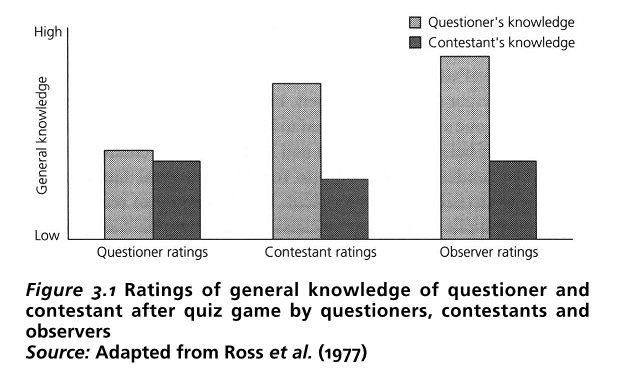 High
Questioner's knowledge
Contestant's knowledge
General knowledge
Low
Questioner ratings
Contestant ratings
Observer ratings
Figure 3.1 Ratings of general knowledge of questioner and
contestant after quiz game by questioners, contestants and
observers
Source: Adapted from Ross et al. (1977)